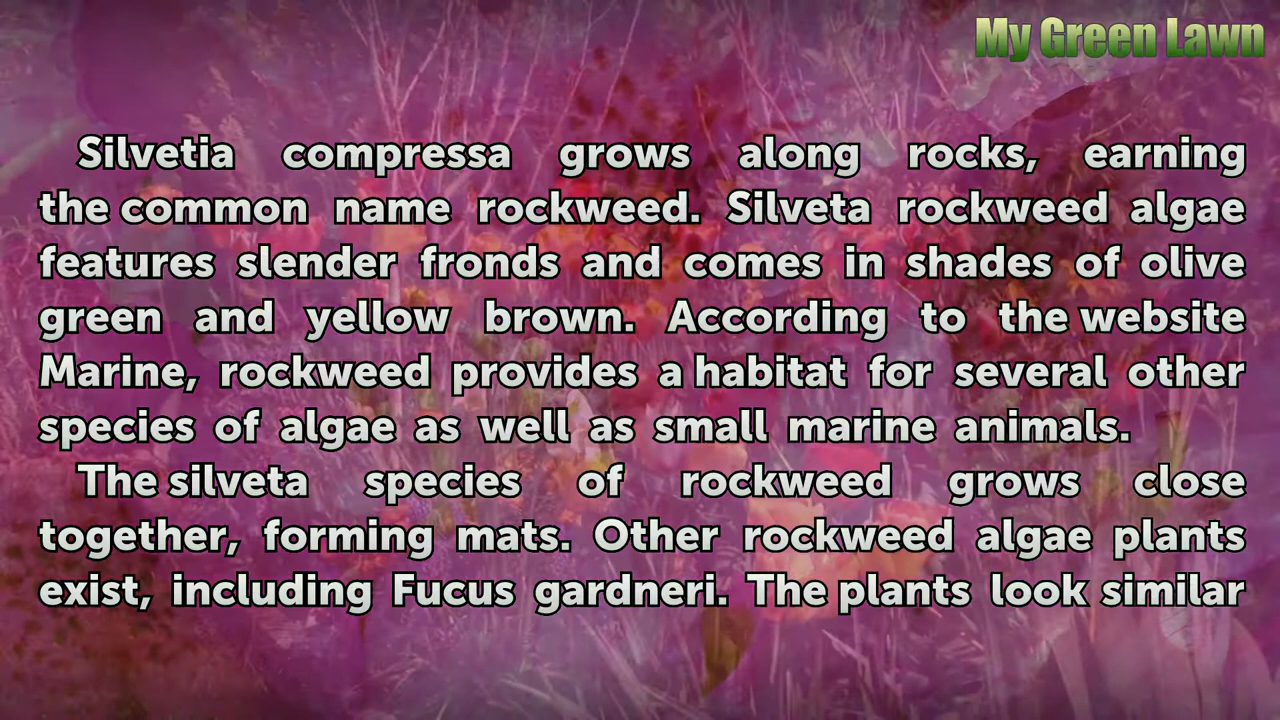 My Green Lawn
Silvetia compressa grows along rocks, earning
the common name rockweed. Silveta rockweed algae
features slender fronds and comes in shades of olive
green and yellow brown. According to the website
Marine, rockweed provides a habitat for several other
species of algae as well as small marine animals.
The silveta species of rockweed grows close
together, forming mats. Other rockweed algae plants
exist, including Fucus gardneri. The plants look similar